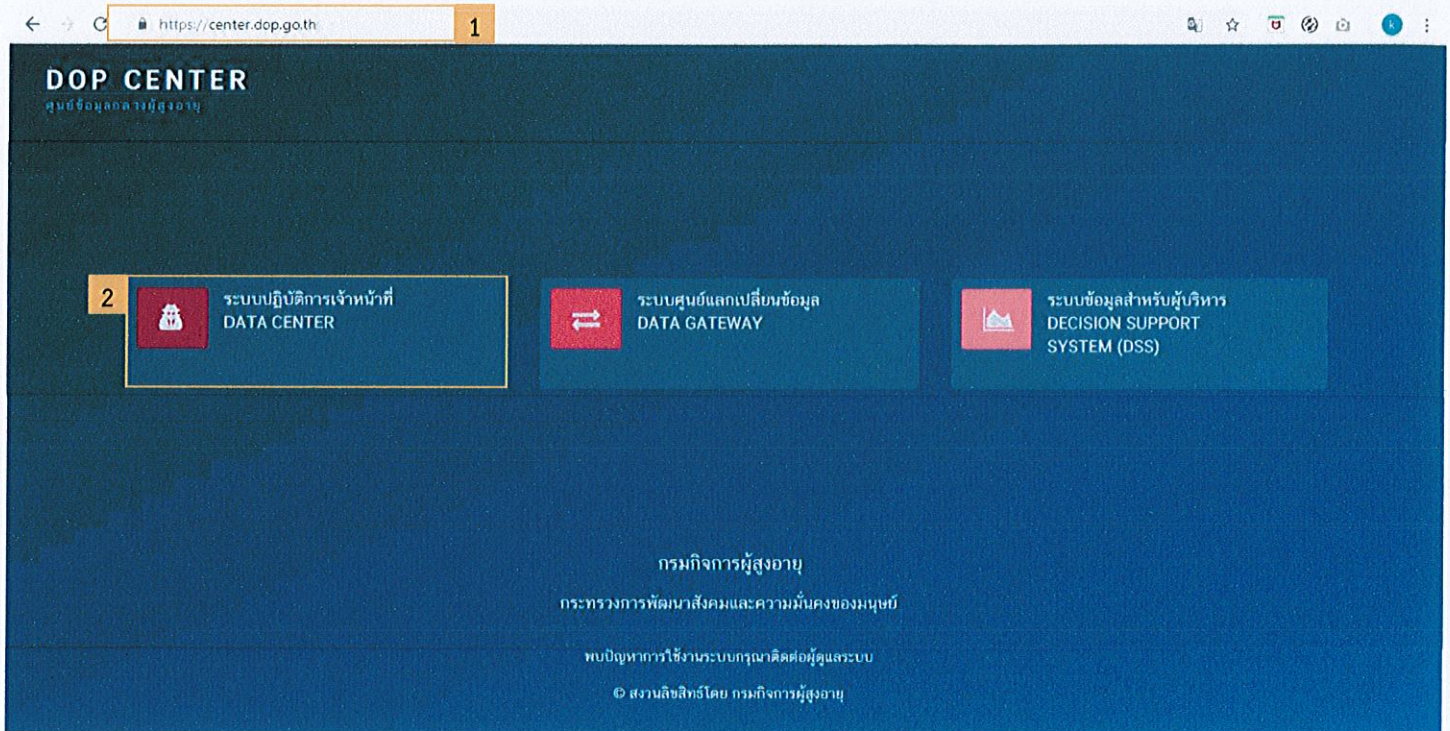 https://center.dop.go.th
1
k
DOP CENTER
ศูนย์ข้อมูลกลางผู้สูงอายุ
2
ระบบปฏิบัติการเจ้าหน้าที่
DATA CENTER
ระบบศูนย์แลกเปลี่ยนข้อมูล
DATA GATEWAY
ระบบข้อมูลสำหรับผู้บริหาร
DECISION SUPPORT
SYSTEM (DSS)
กรมกิจการผู้สูงอายุ
กระทรวงการพัฒนาสังคมและความมั่นคงของมนุษย์
พบปัญหาการใช้งานระบบกรุณาติดต่อผู้ดูแลระบบ
© สงวนลิขสิทธ์โดย กรมกิจการผู้สูงอายุ